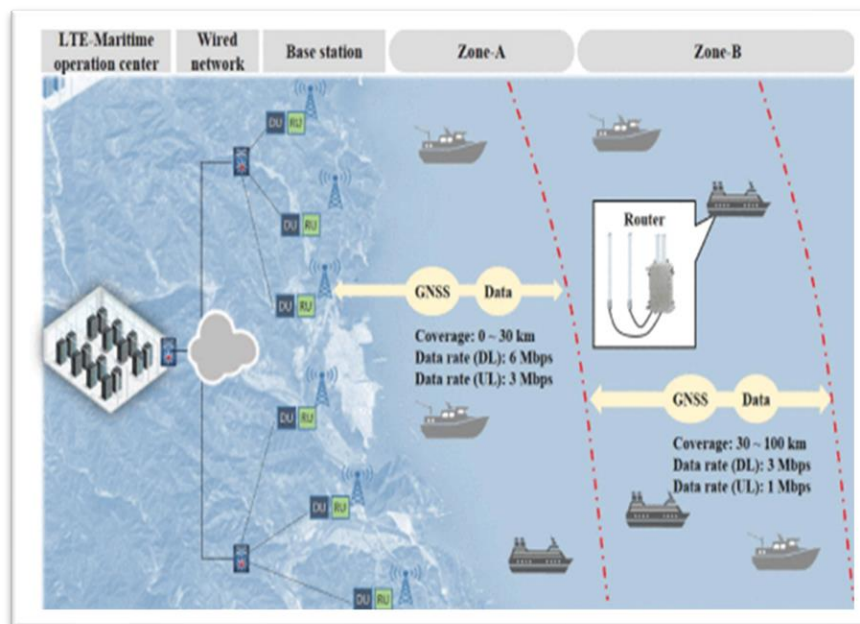 LTE-Maritime
operation center
Wired
network
Base station
Zone-A
Zone-B
DU RU
DU RU
DU RU
DU RU
DU RU
DU RU
Router
GNSS Data
Coverage: 0 ~ 30 km
Data rate (DL): 6 Mbps
Data rate (UL): 3 Mbps
GNSS Data
Coverage: 30 ~ 100 km
Data rate (DL): 3 Mbps
Data rate (UL): 1 Mbps